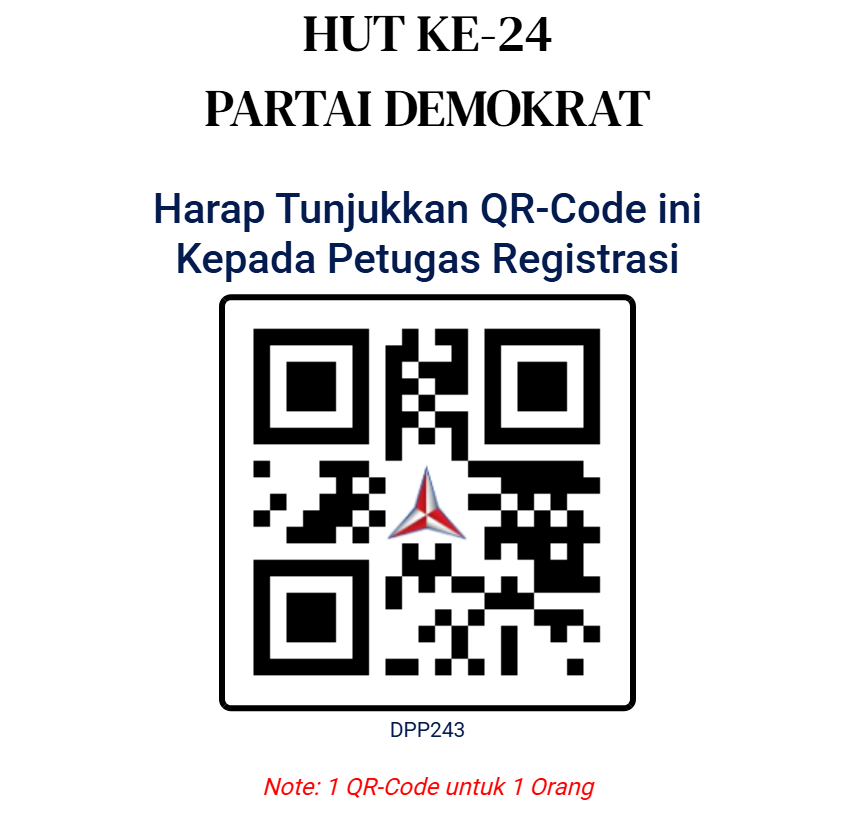 HUT KE-24
PARTAI DEMOKRAT
Harap Tunjukkan QR-Code ini
Kepada Petugas Registrasi
DPP243
Note: 1 QR-Code untuk 1 Orang